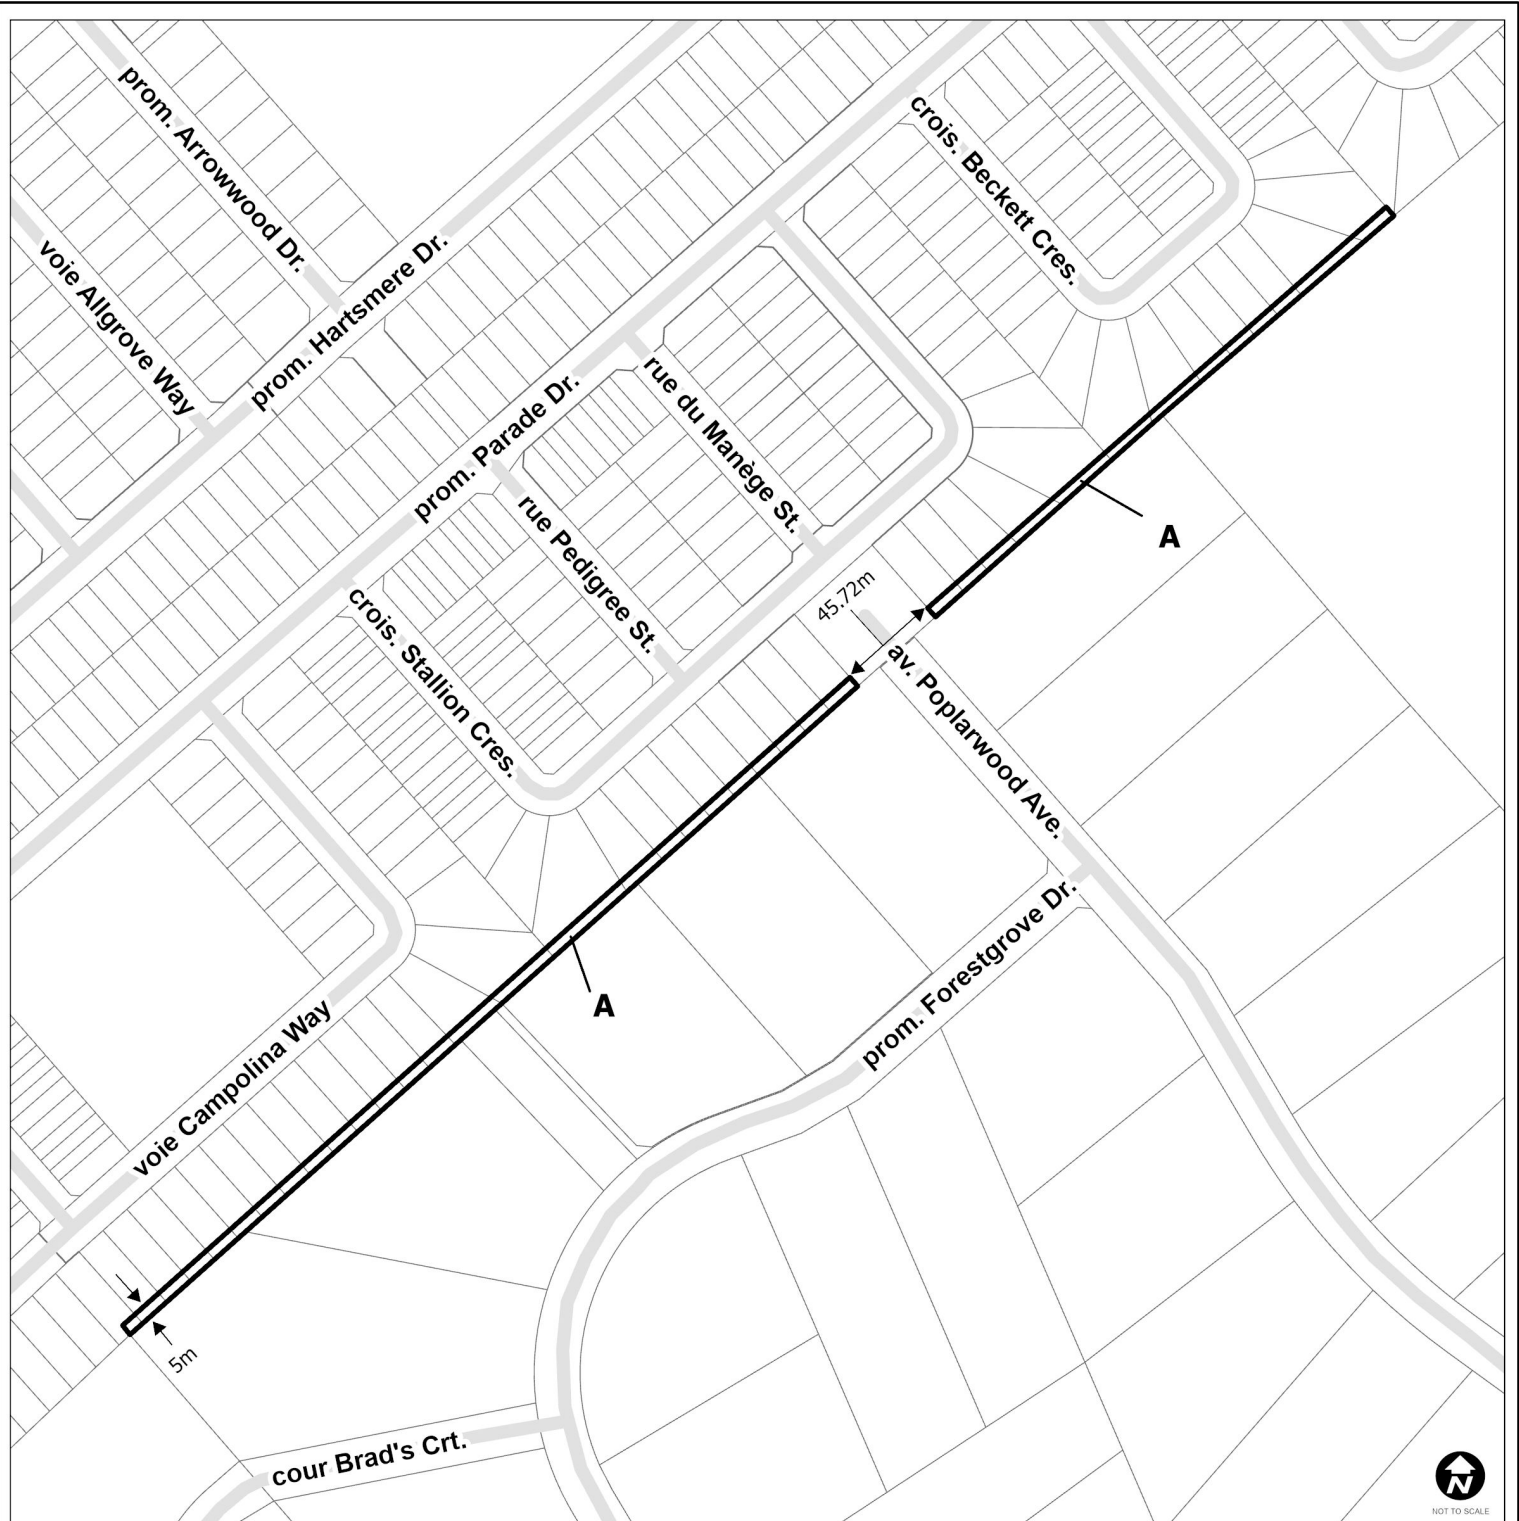 prom. Arrowwood Dr.
crois. Beckett Cres.
voie Allgrove Way
prom. Hartsmere Dr.
rue du Manège St.
prom. Parade Dr.
rue Pedigree St.
A
45.72m
crois. Stallion Cres.
av. Poplarwood Ave.
prom. Forestgrove Dr.
A
voie Campolina Way
5m
cour Brad's Crt.
N
NOT TO SCALE